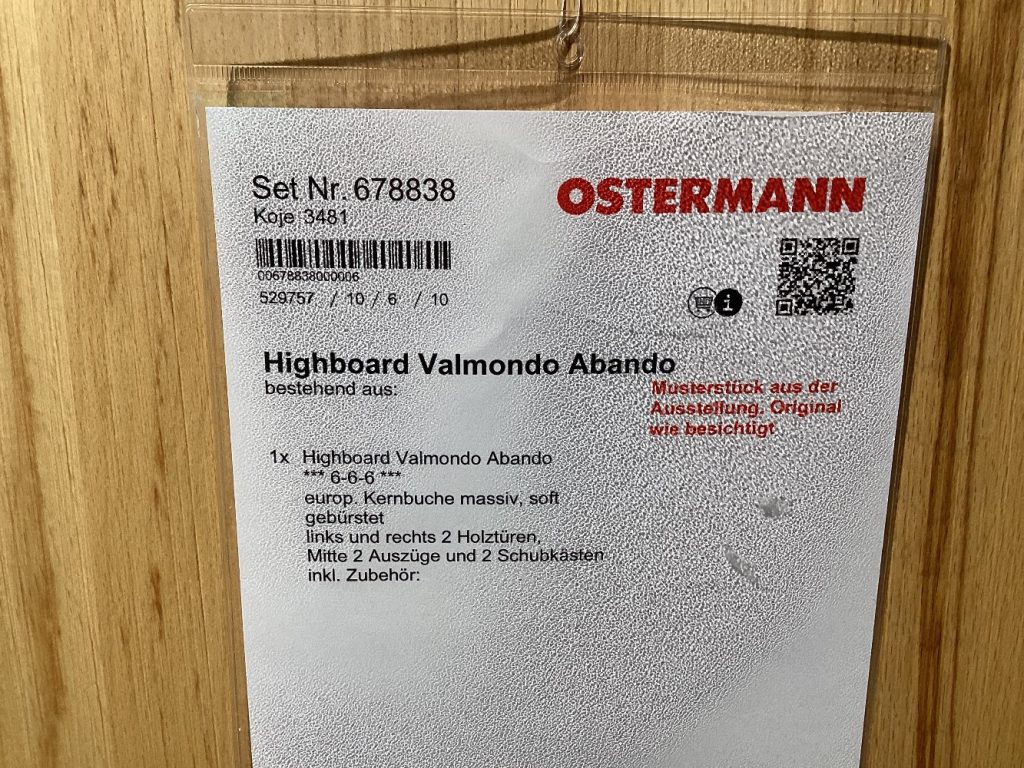 Set Nr. 678838
OSTERMANN
Koje 3481
00678838000006
529757 / 10 / 6 / 10
i
Highboard Valmondo Abando
bestehend aus:
Musterstück aus der
Ausstellung. Original
wie besichtigt
1x Highboard Valmondo Abando
*** 6-6-6 ***
europ. Kernbuche massiv, soft
gebürstet
links und rechts 2 Holztüren,
Mitte 2 Auszüge und 2 Schubkästen
inkl. Zubehör: